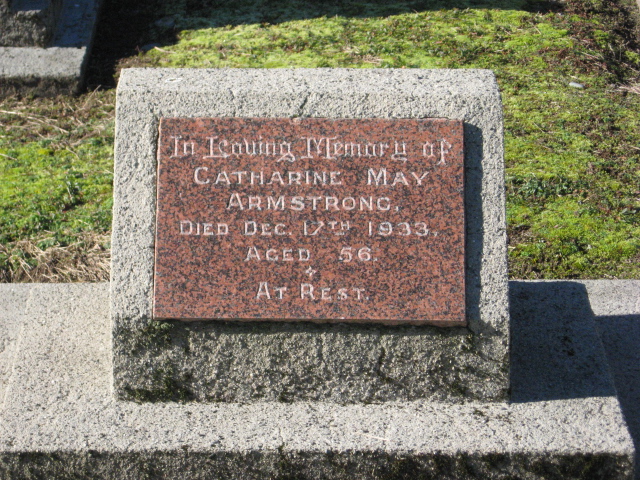 In Loving Memory of
CATHARINE MAY
ARMSTRONG,
DIED DEC. 17TH 1933,
AGED 56.
AT REST.